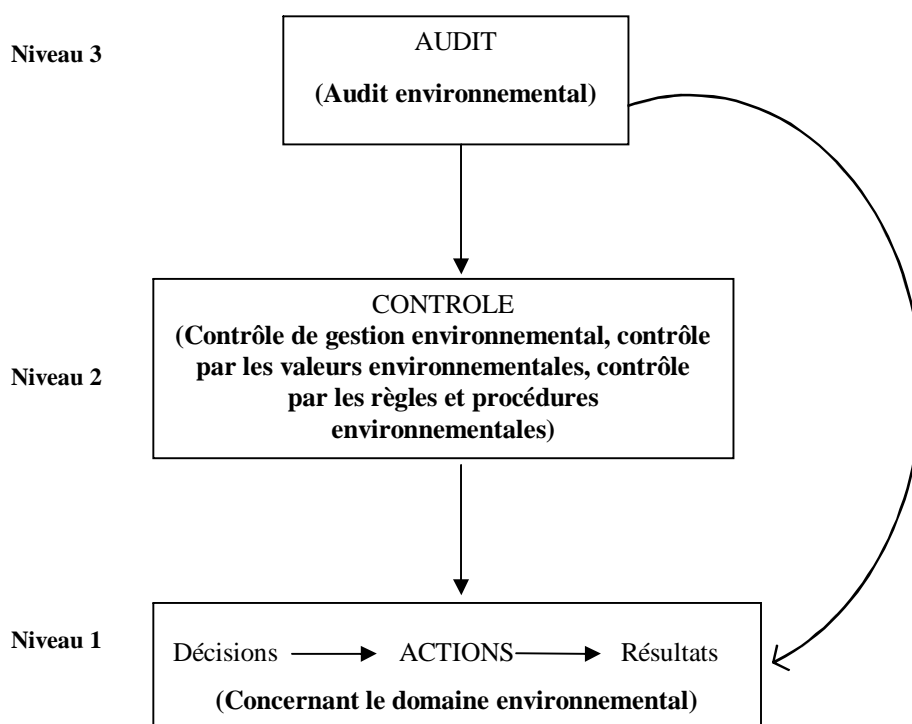 AUDIT
Niveau 3
(Audit environnemental)
CONTROLE
(Contrôle de gestion environnemental, contrôle
par les valeurs environnementales, contrôle
Niveau 2
par les règles et procédures
environnementales)
Niveau 1
Décisions ACTIONS Résultats
(Concernant le domaine environnemental)